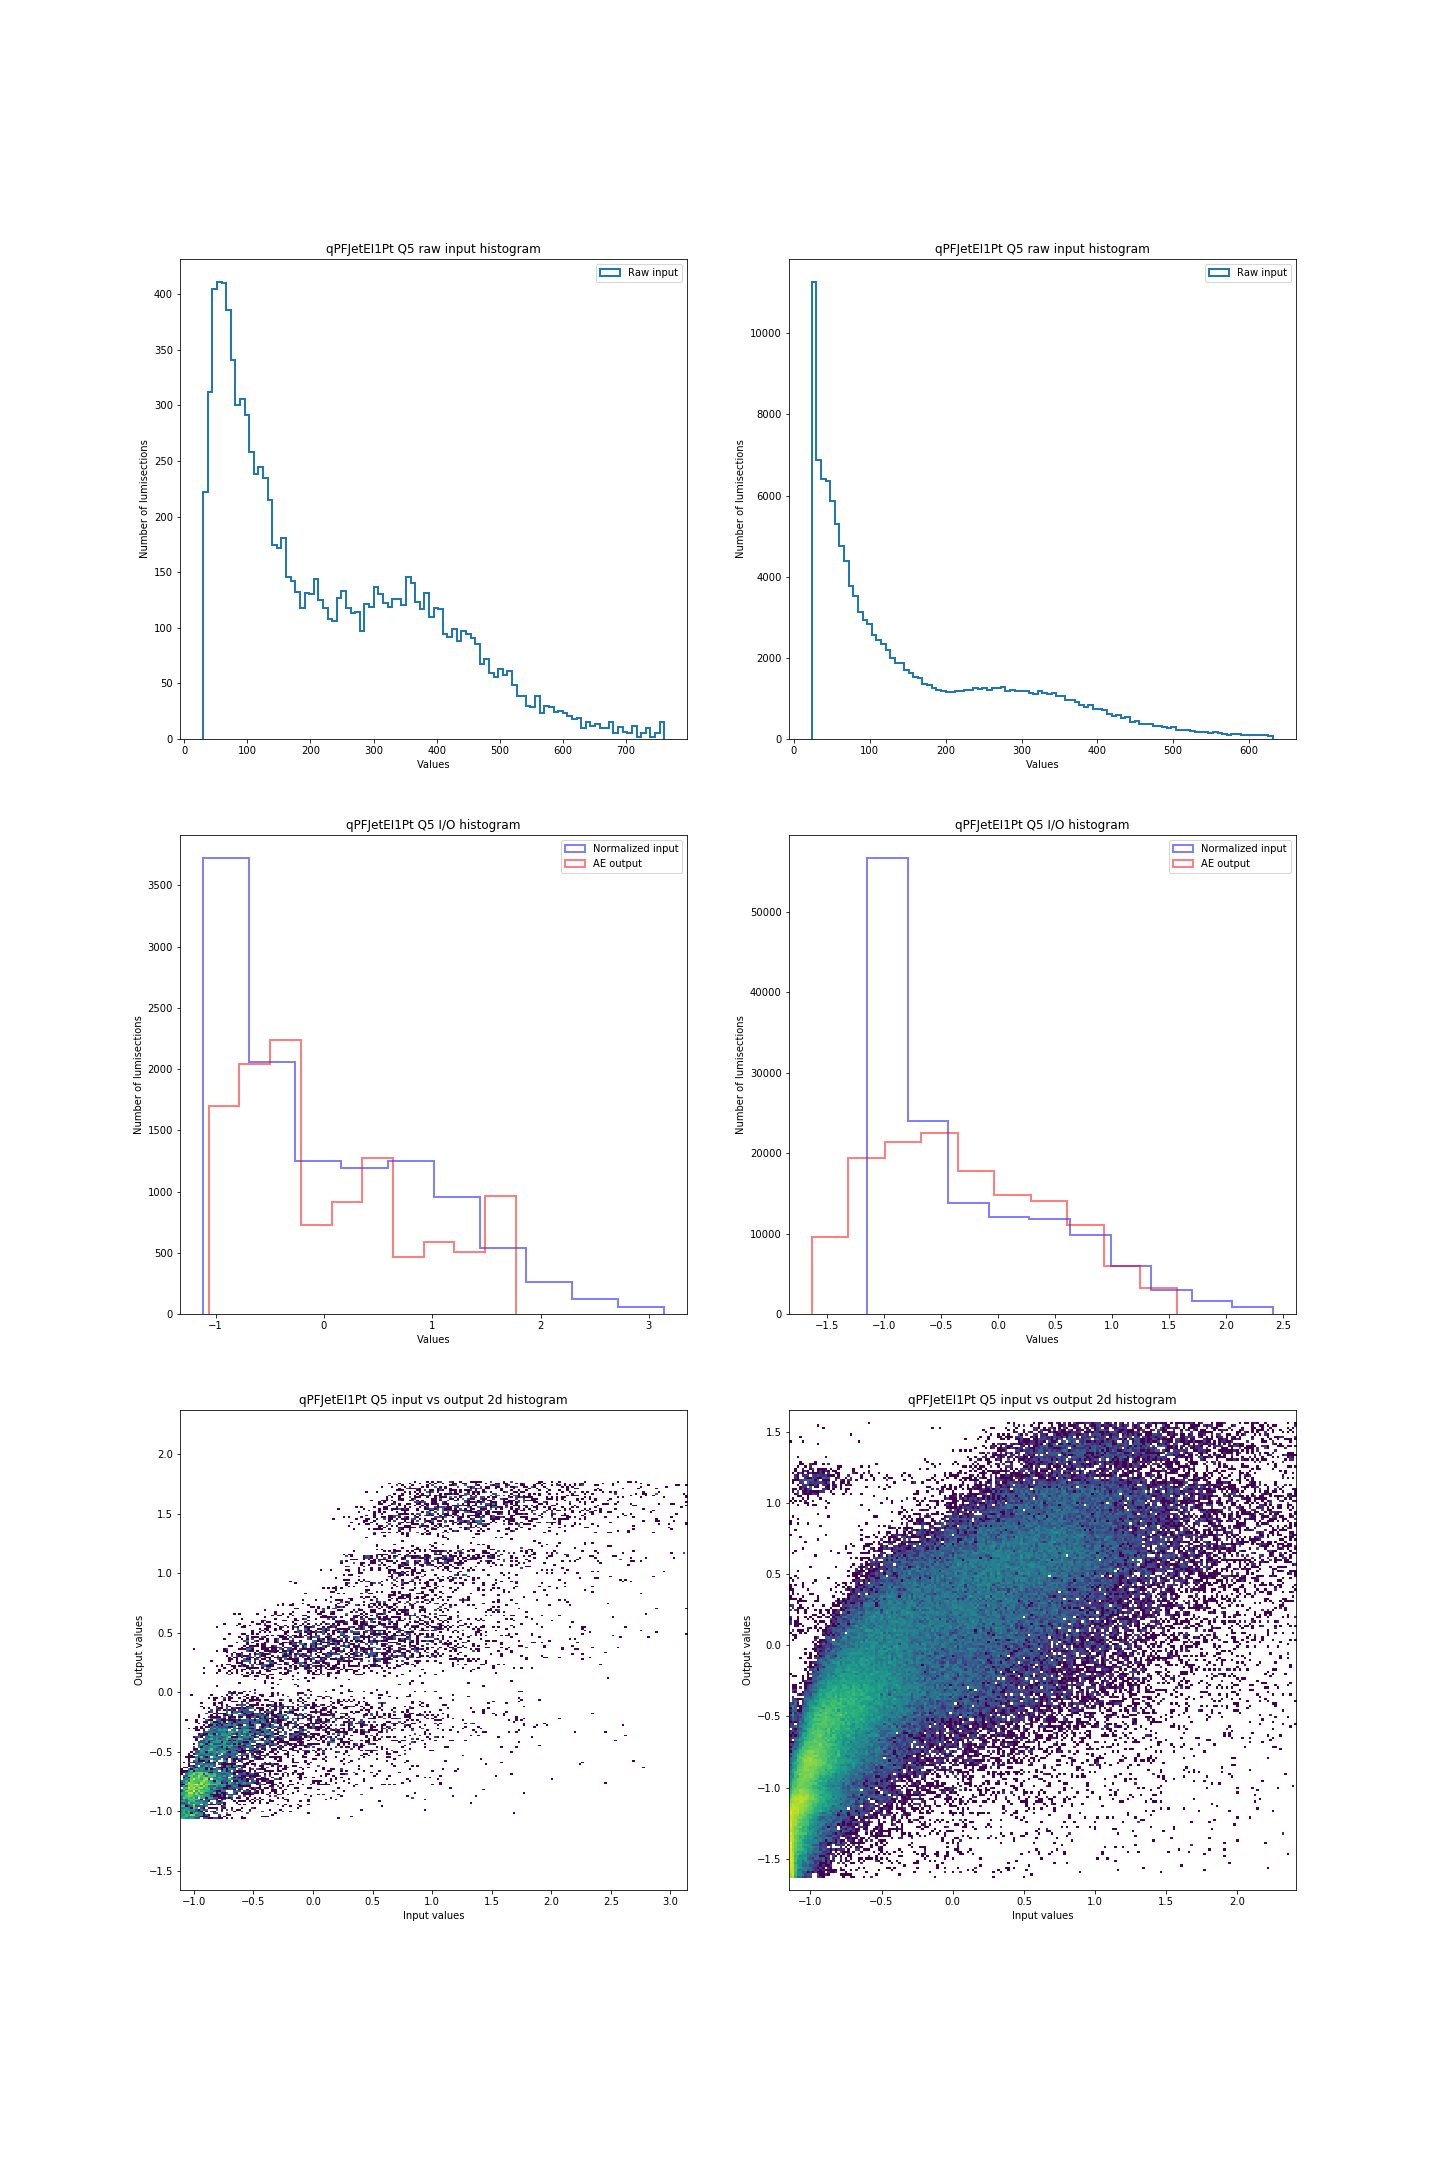 qPFJetEI1Pt Q5 raw input histogram
Raw input
Number of lumisections
400
350
300
250
200
150
100
50
0
0 100 200 300 400 500 600 700
Values
qPFJetEI1Pt Q5 raw input histogram
Raw input
Number of lumisections
10000
8000
6000
4000
2000
0
0 100 200 300 400 500 600
Values
qPFJetEI1Pt Q5 I/O histogram
Normalized input
AE output
Number of lumisections
3500
3000
2500
2000
1500
1000
500
0
−1 0 1 2 3
Values
qPFJetEI1Pt Q5 I/O histogram
Normalized input
AE output
Number of lumisections
50000
40000
30000
20000
10000
0
−1.5 −1.0 −0.5 0.0 0.5 1.0 1.5 2.0 2.5
Values
qPFJetEI1Pt Q5 input vs output 2d histogram
Output values
2.0
1.5
1.0
0.5
0.0
−0.5
−1.0
−1.5
−1.0 −0.5 0.0 0.5 1.0 1.5 2.0 2.5 3.0
Input values
qPFJetEI1Pt Q5 input vs output 2d histogram
Output values
1.5
1.0
0.5
0.0
−0.5
−1.0
−1.5
−1.0 −0.5 0.0 0.5 1.0 1.5 2.0
Input values